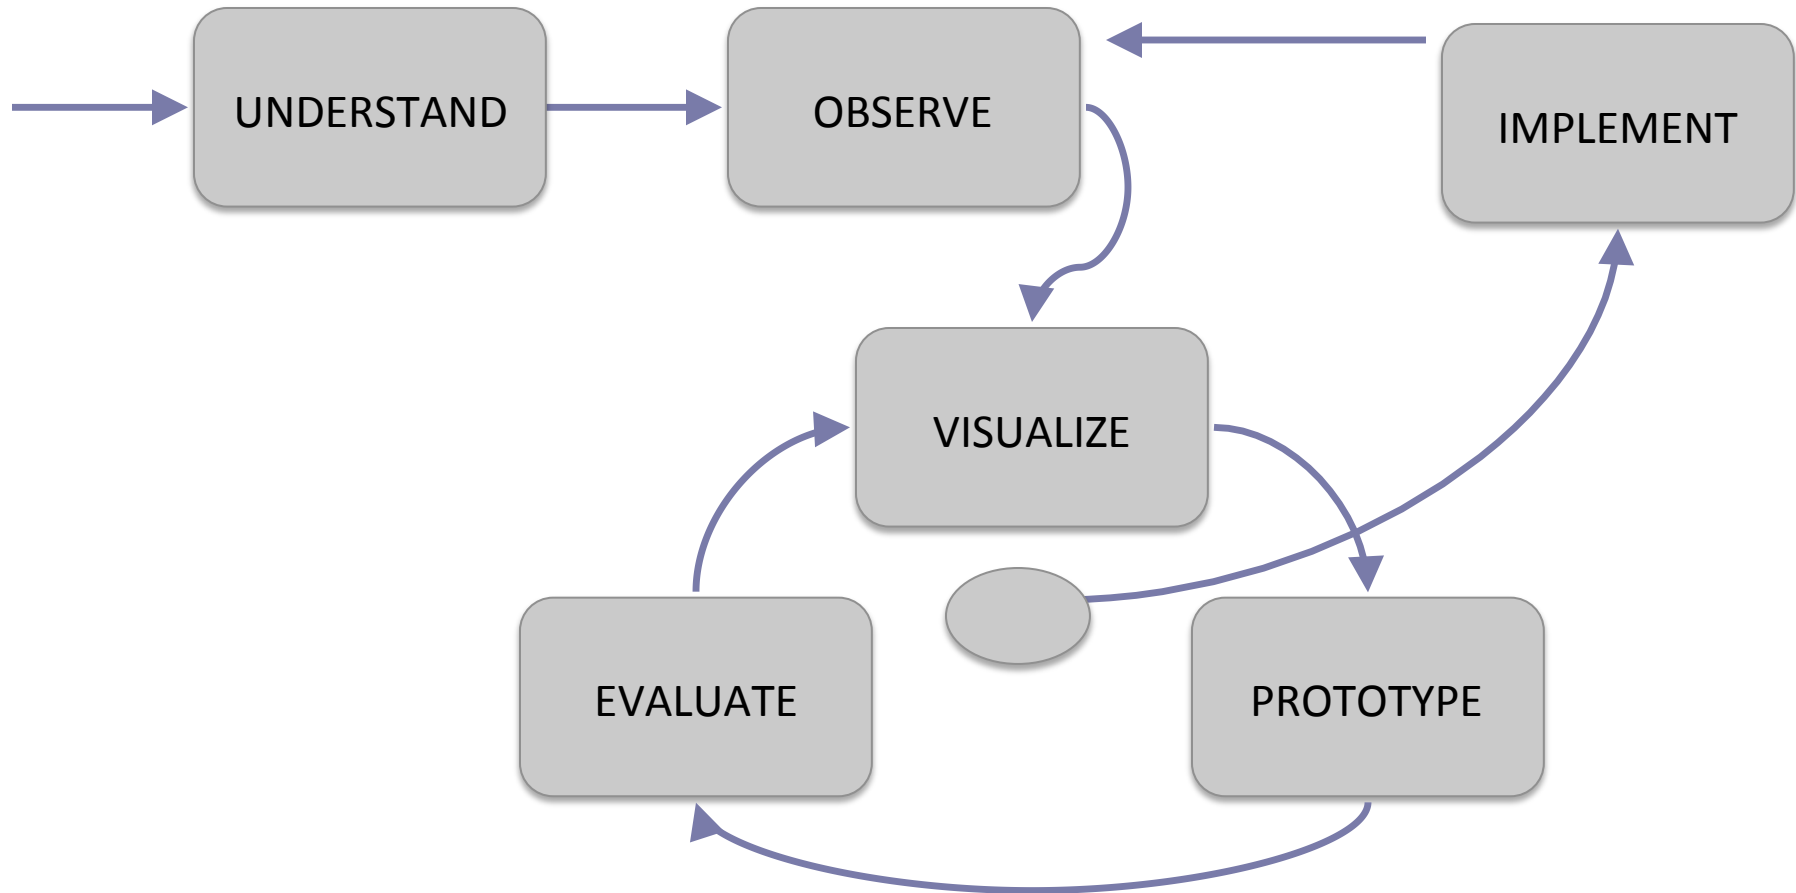 UNDERSTAND
OBSERVE
IMPLEMENT
VISUALIZE
EVALUATE
PROTOTYPE